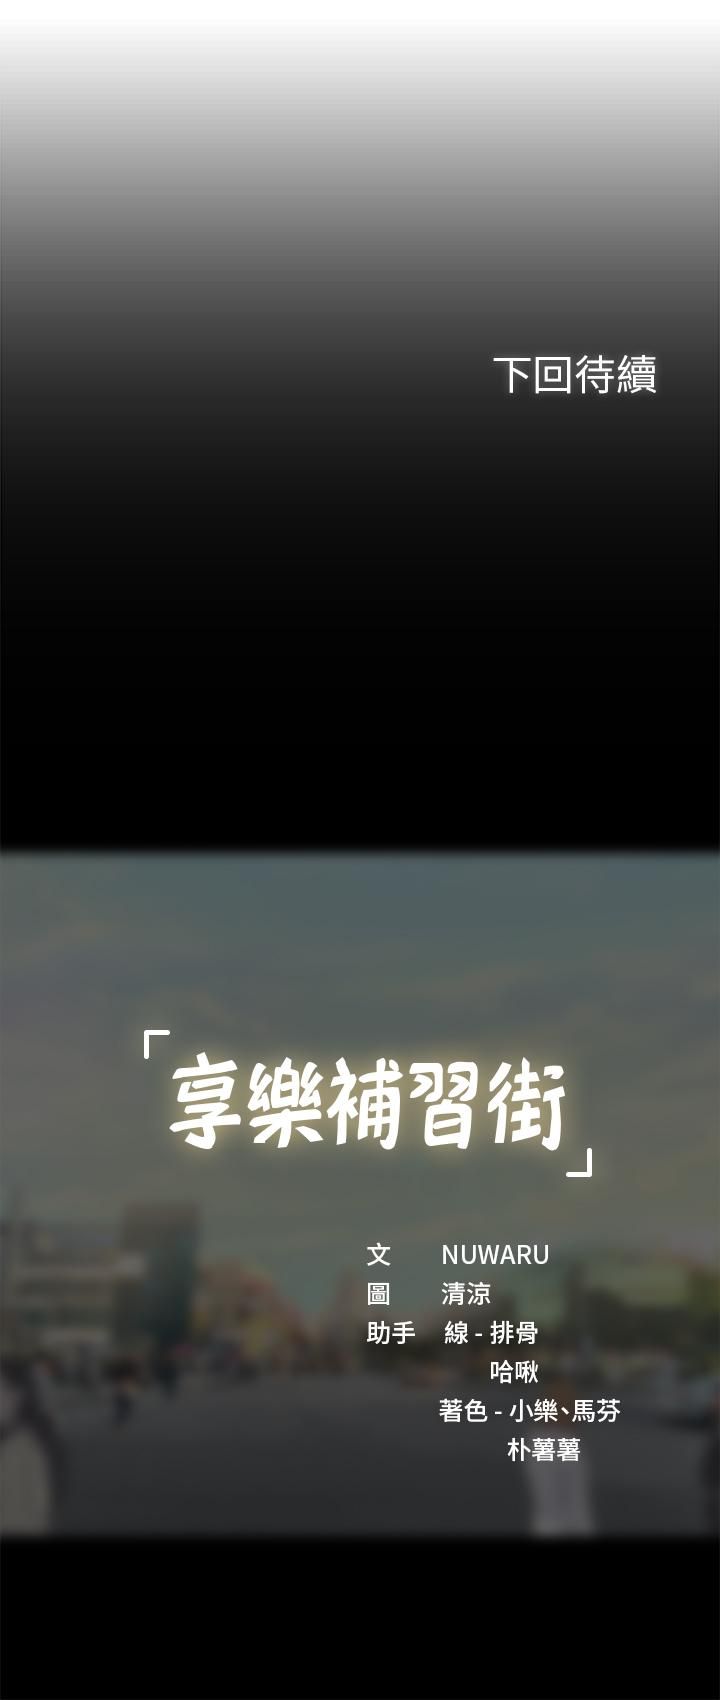 下回待續
「享樂補習街」
文 NUWARU
圖 清涼
助手 線 - 排骨
哈啾
著色 - 小樂、馬芬
朴薯薯